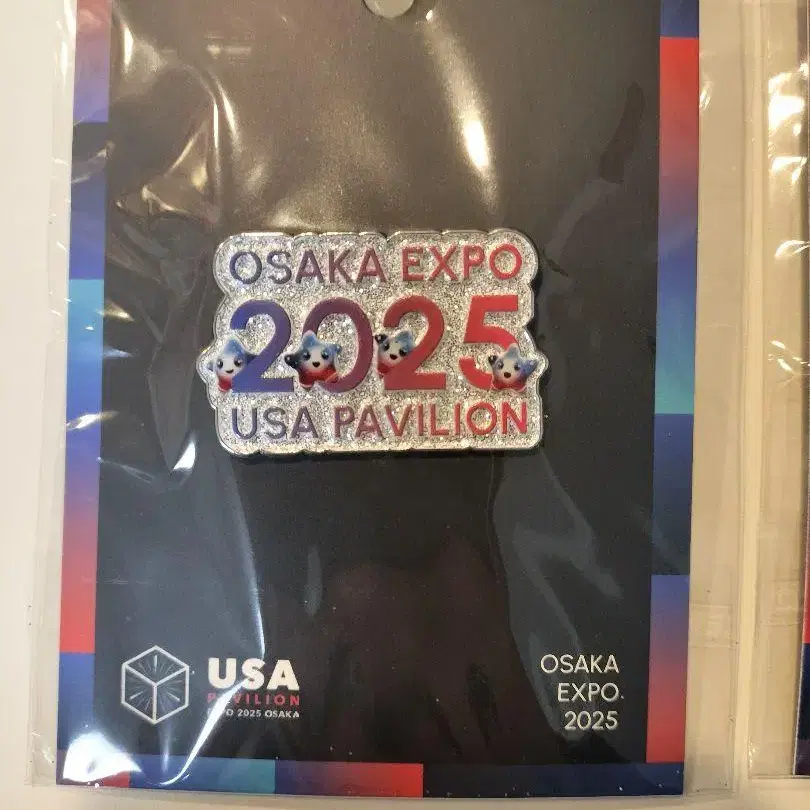 OSAKA EXPO
2025
USA PAVILION
USA
PAVILION
EXPO 2025 OSAKA
OSAKA
EXPO
2025